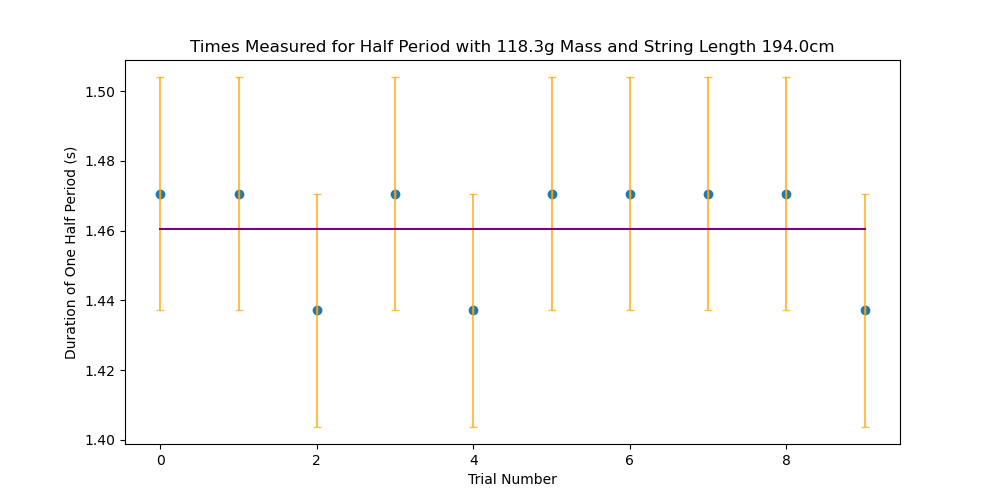 Times Measured for Half Period with 118.3g Mass and String Length 194.0cm
Duration of One Half Period (s)
1.50
1.48
1.46
1.44
1.42
1.40
0 2 4 6 8
Trial Number